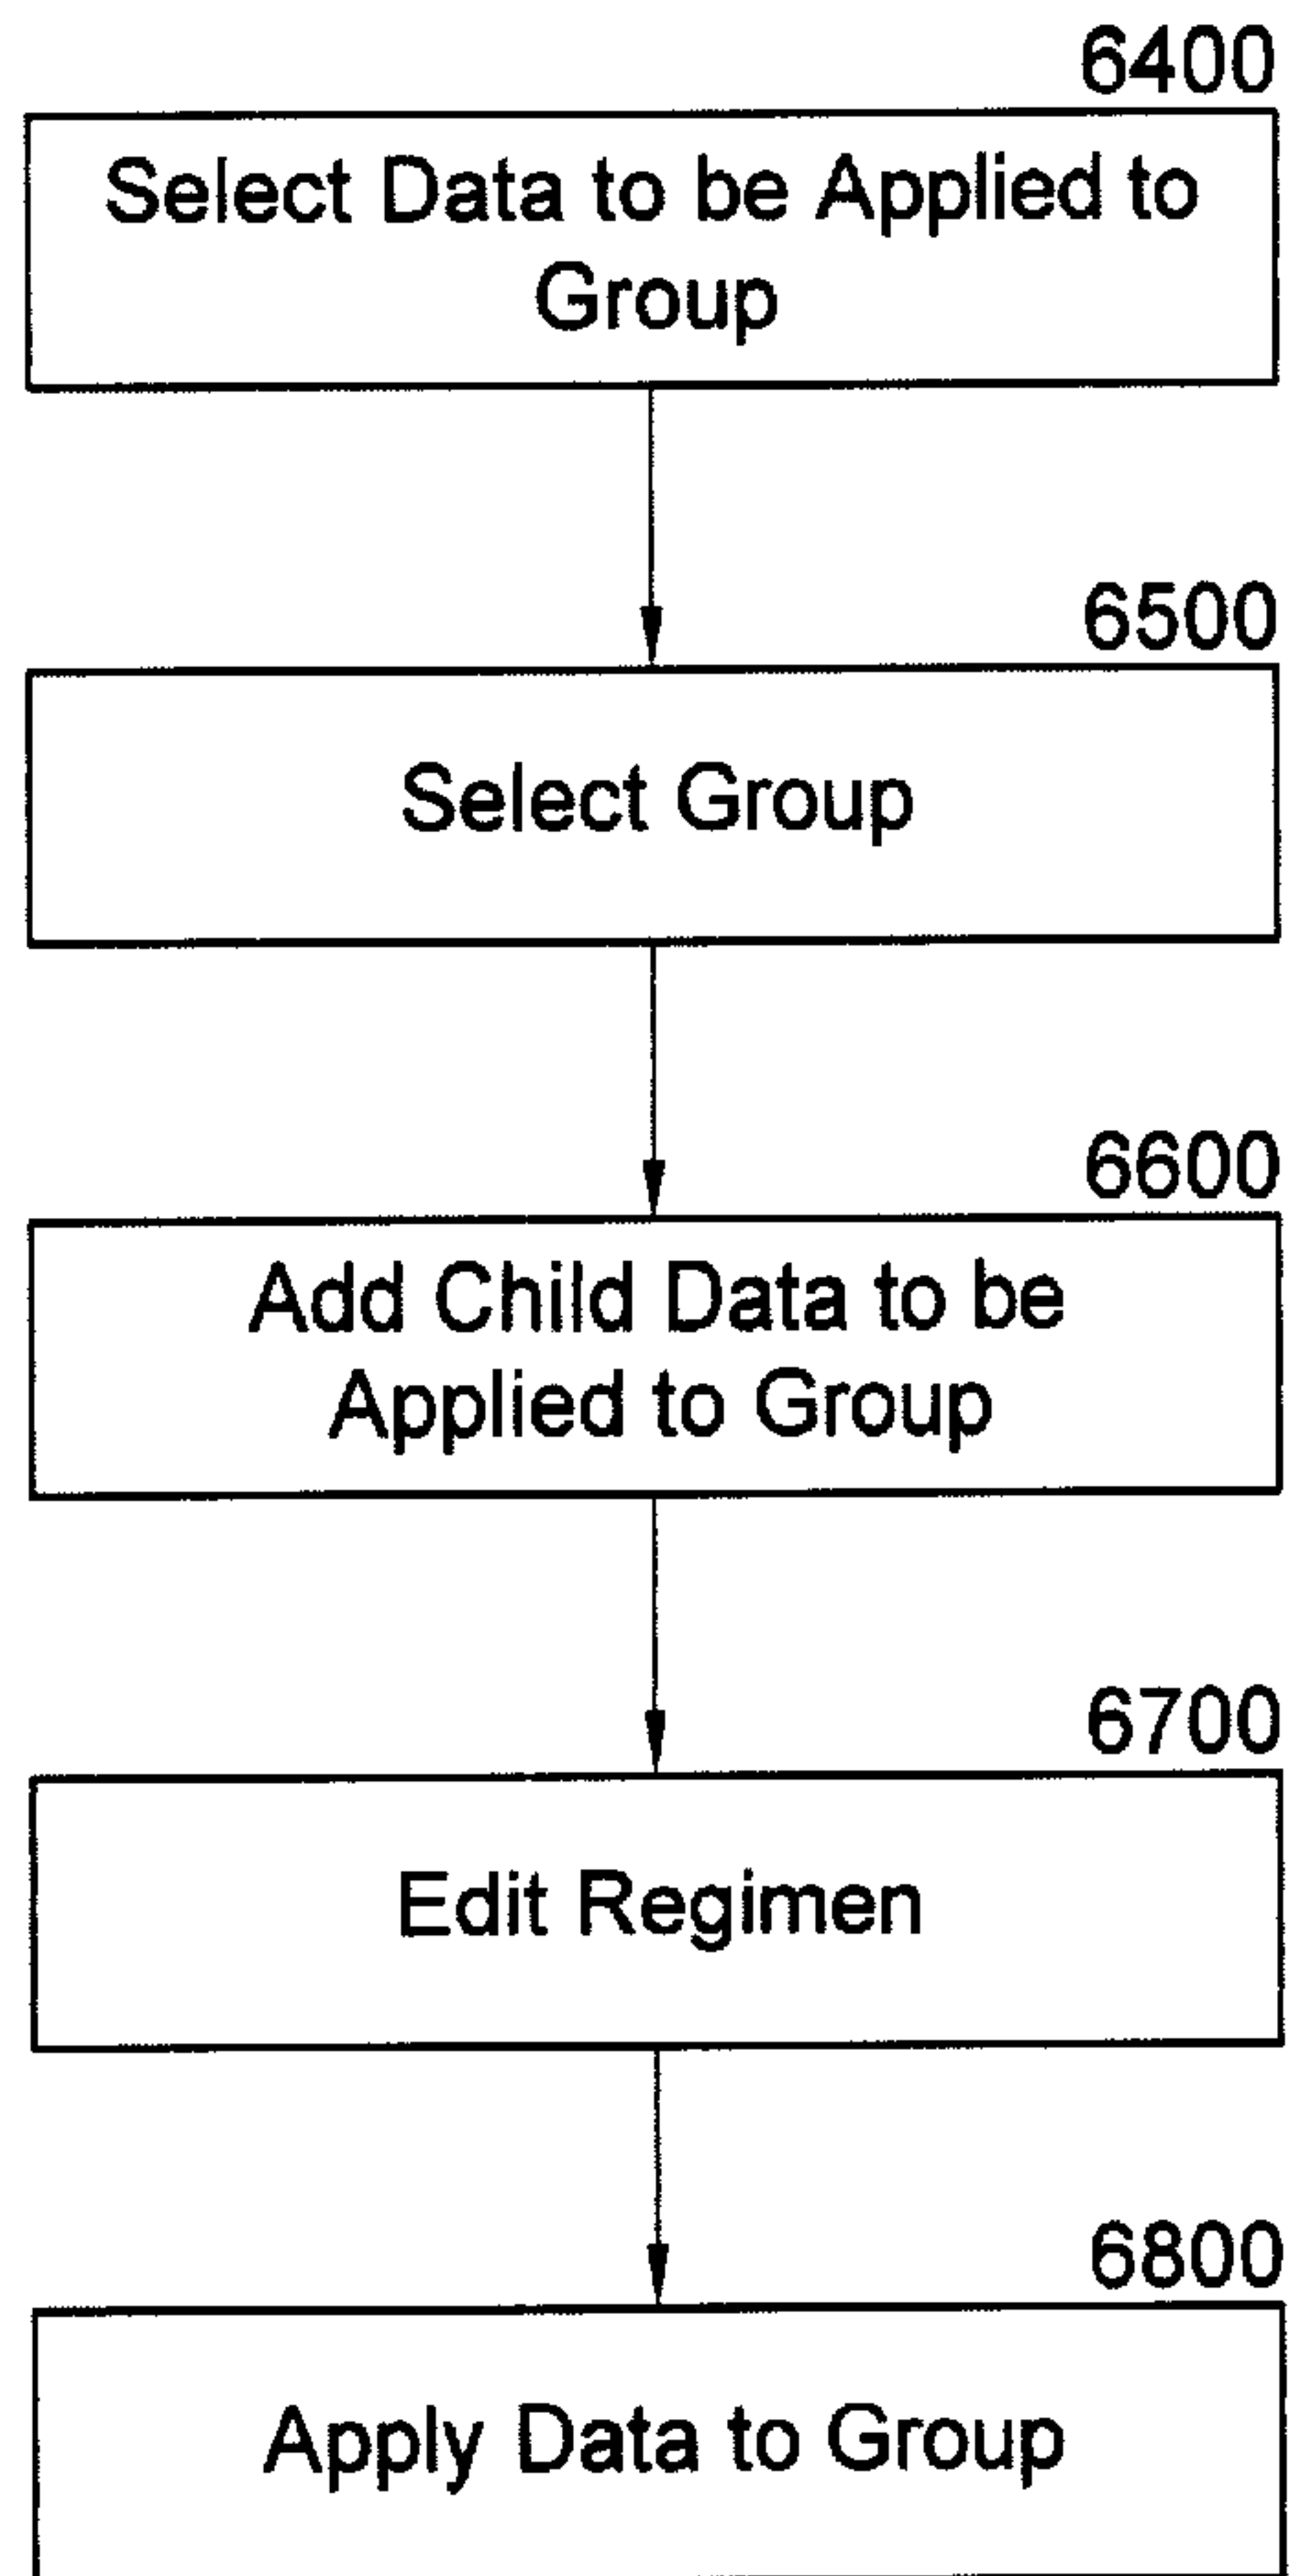 6400
Select Data to be Applied to
Group
6500
Select Group
6600
Add Child Data to be
Applied to Group
6700
Edit Regimen
6800
Apply Data to Group